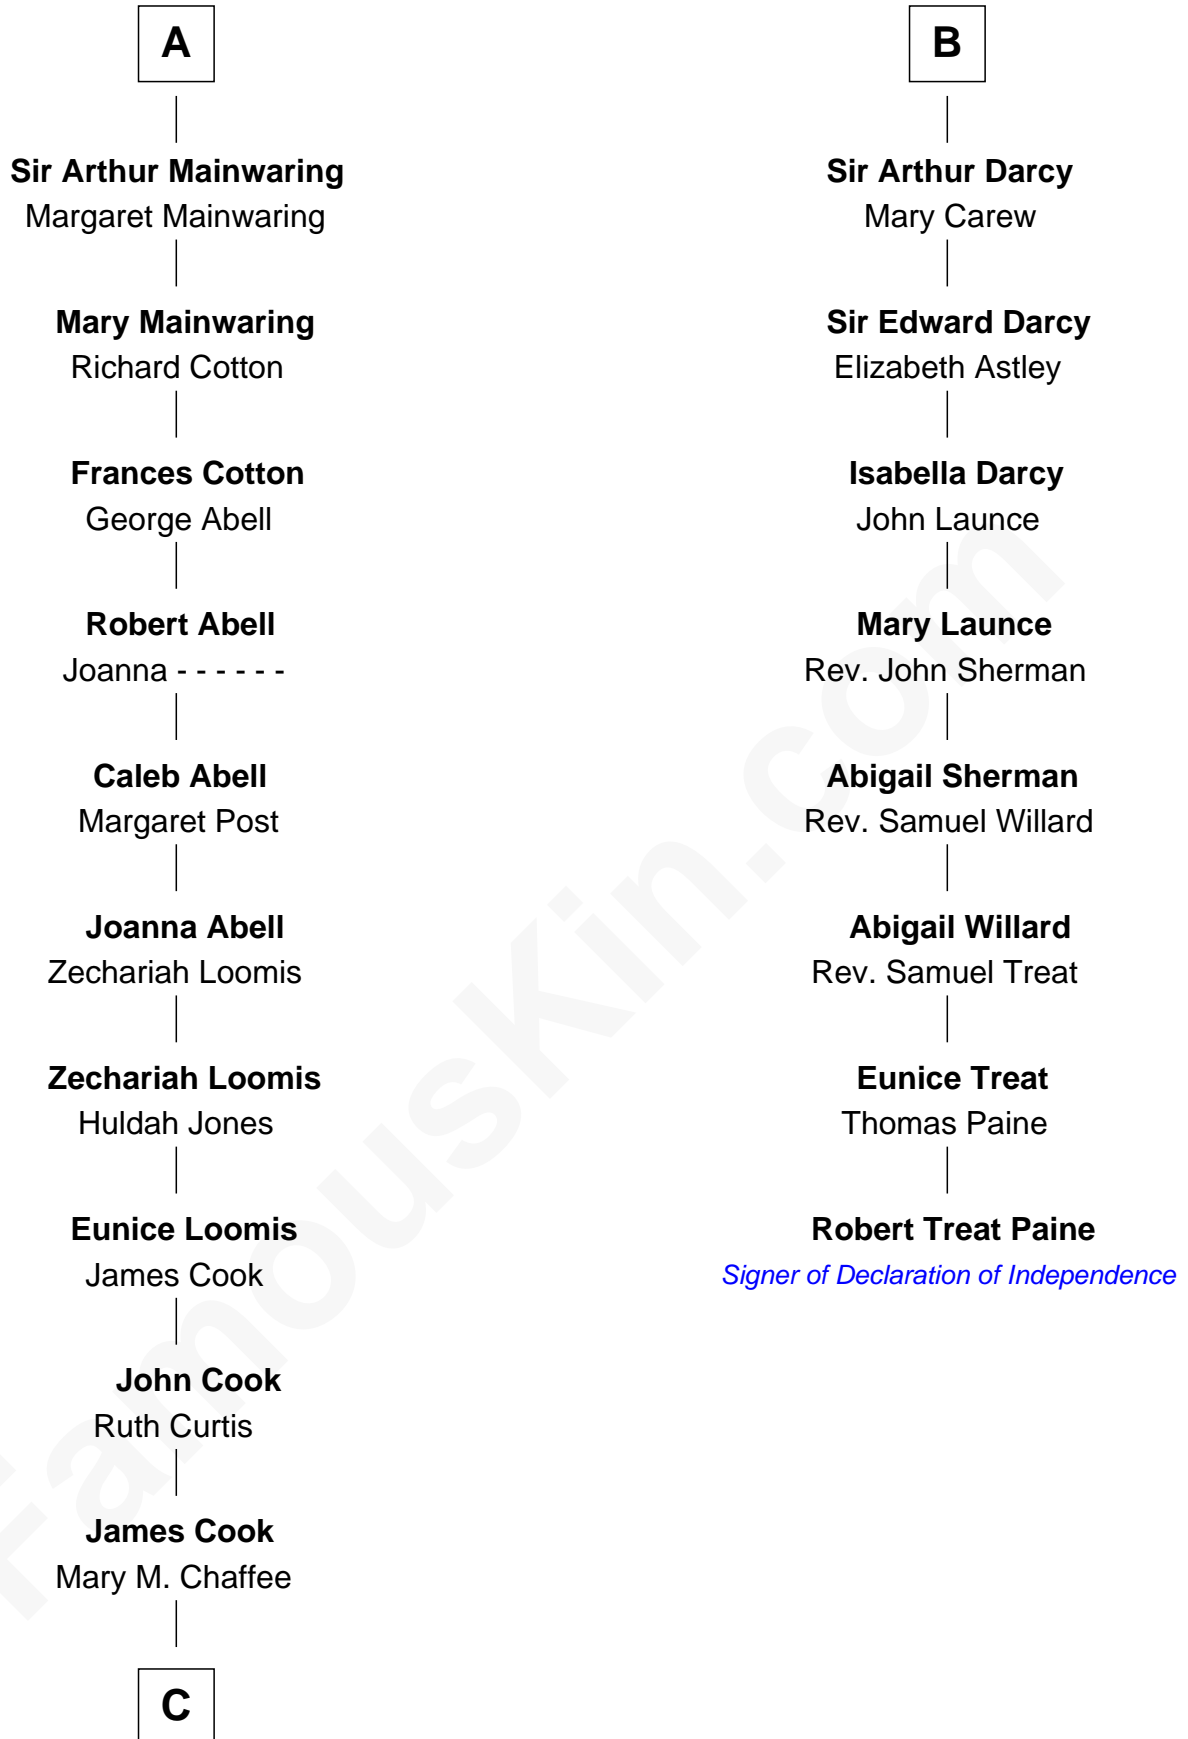 A
Sir Arthur Mainwaring
Margaret Mainwaring
Mary Mainwaring
Richard Cotton
Frances Cotton
George Abell
Robert Abell
Joanna - - - - - -
Caleb Abell
Margaret Post
Joanna Abell
Zechariah Loomis
Zechariah Loomis
Huldah Jones
Eunice Loomis
James Cook
John Cook
Ruth Curtis
James Cook
Mary M. Chaffee
C
B
Sir Arthur Darcy
Mary Carew
Sir Edward Darcy
Elizabeth Astley
Isabella Darcy
John Launce
Mary Launce
Rev. John Sherman
Abigail Sherman
Rev. Samuel Willard
Abigail Willard
Rev. Samuel Treat
Eunice Treat
Thomas Paine
Robert Treat Paine
Signer of Declaration of Independence
FamousKin.com